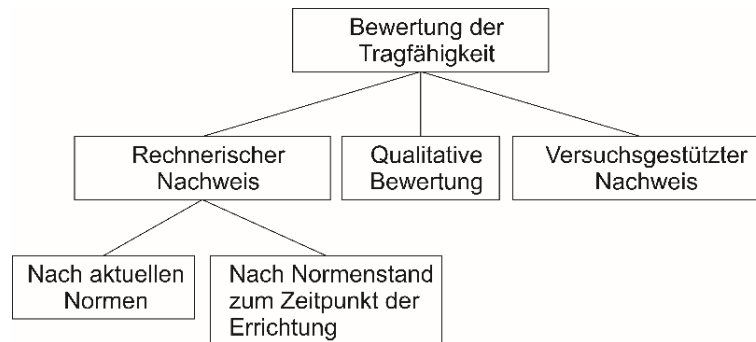 Bewertung der
Tragfähigkeit
Rechnerischer
Nachweis
Qualitative
Bewertung
Versuchsgestützter
Nachweis
Nach aktuellen
Normen
Nach Normenstand
zum Zeitpunkt der
Errichtung